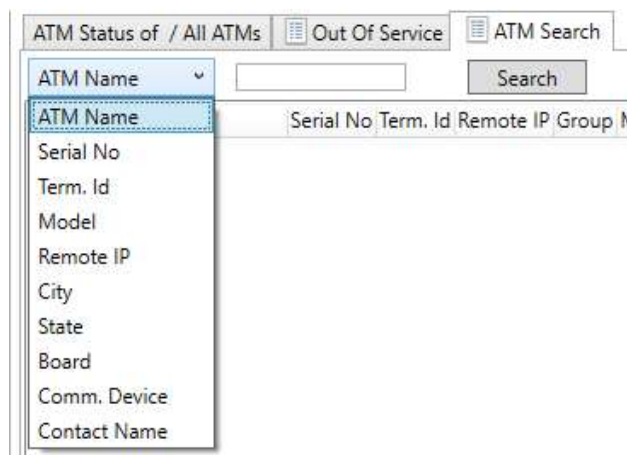 ATM Status of / All ATMs Out Of Service ATM Search
ATM Name Search
ATM Name Serial No Term. Id Remote IP Group
Serial No
Term. Id
Model
Remote IP
City
State
Board
Comm. Device
Contact Name